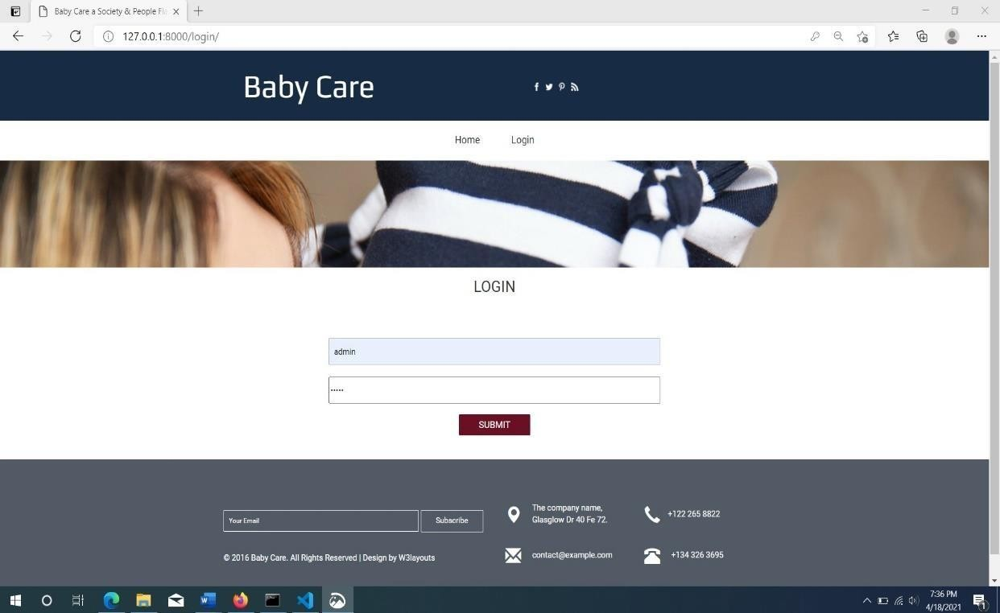 Baby Care a Society & People Fla
127.0.0.1:8000/login/
Baby Care
Home Login
LOGIN
admin
•••••
SUBMIT
Your Email Subscribe
The company name,
Glasglow Dr 40 Fe 72.
+122 265 8822
© 2016 Baby Care. All Rights Reserved | Design by W3layouts
contact@example.com
+134 326 3695
7:36 PM
4/18/2021
1